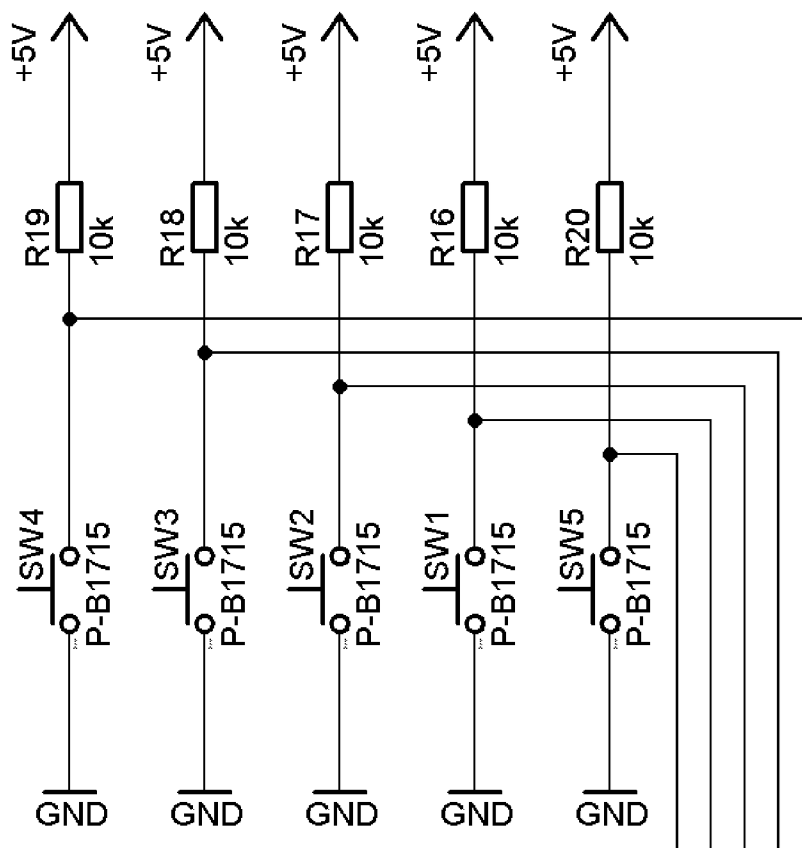 +5V
+5V
+5V
+5V
+5V
R19
10k
R18
10k
R17
10k
R16
10k
R20
10k
SW4
P-B1715
SW3
P-B1715
SW2
P-B1715
SW1
P-B1715
SW5
P-B1715
GND
GND
GND
GND
GND